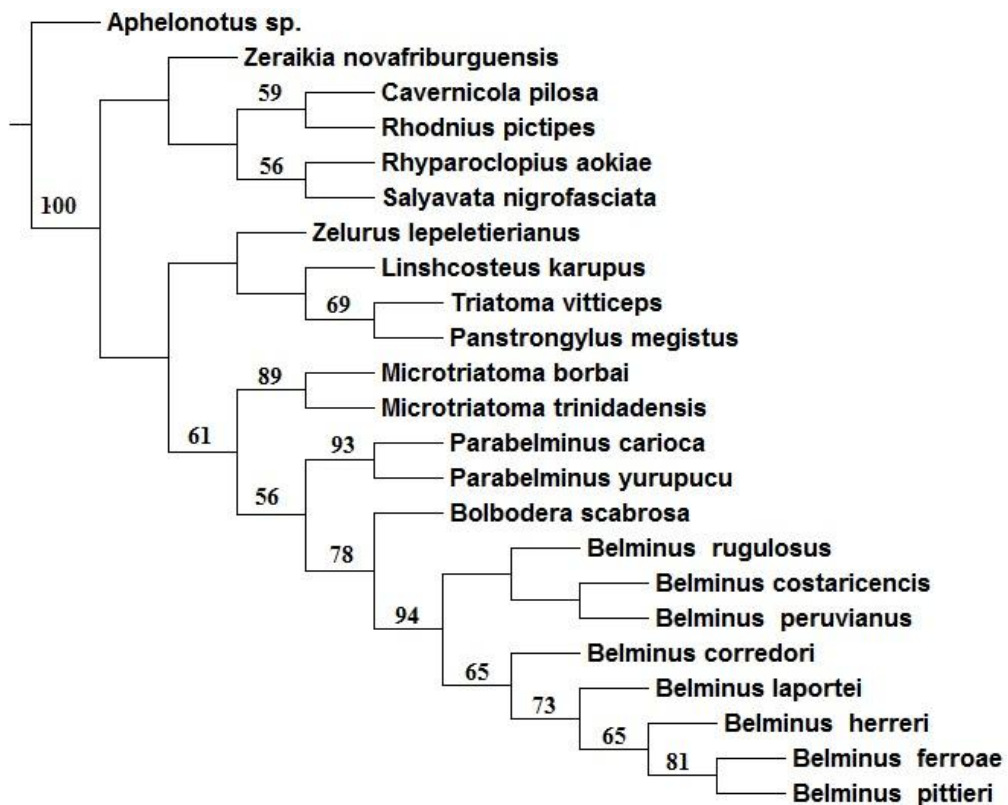 Aphelonotus sp.
Zeraikia novafriburguensis
59
Cavernicola pilosa
Rhodnius pictipes
56
Rhyparoclopius aokiae
Salyavata nigrofasciata
100
Zelurus lepeletierianus
Linshcosteus karupus
69
Triatoma vitticeps
Panstrongylus megistus
89
Microtriatoma borbai
Microtriatoma trinidadensis
61
93
Parabelminus carioca
Parabelminus yurupucu
56
Bolbodera scabrosa
78
Belminus rugulosus
Belminus costaricencis
Belminus peruvianus
94
Belminus corredori
65
Belminus laportei
73
Belminus herreri
65
Belminus ferroae
81
Belminus pittieri